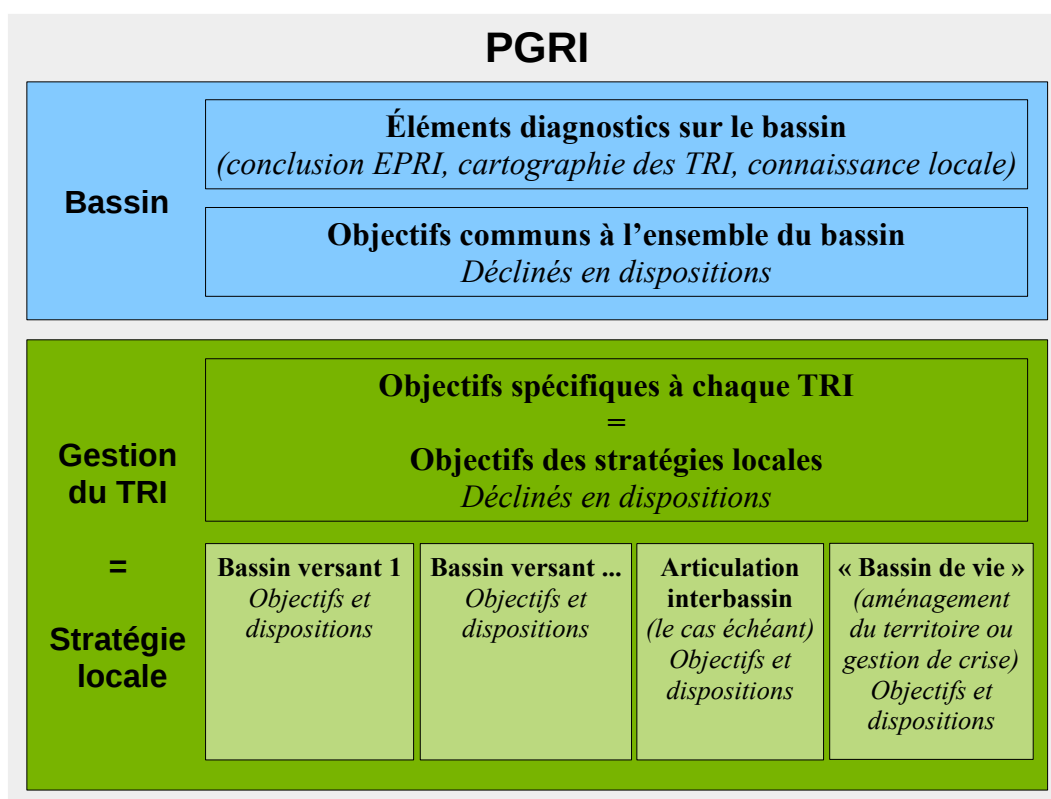 PGRI
Bassin
Éléments diagnostics sur le bassin
(conclusion EPRI, cartographie des TRI, connaissance locale)
Objectifs communs à l’ensemble du bassin
Déclinés en dispositions
Gestion
du TRI
=
Stratégie
locale
Objectifs spécifiques à chaque TRI
=
Objectifs des stratégies locales
Déclinés en dispositions
Bassin versant 1
Objectifs et
dispositions
Bassin versant ...
Objectifs et
dispositions
Articulation
interbassin
(le cas échéant)
Objectifs et
dispositions
« Bassin de vie »
(aménagement
du territoire ou
gestion de crise)
Objectifs et
dispositions